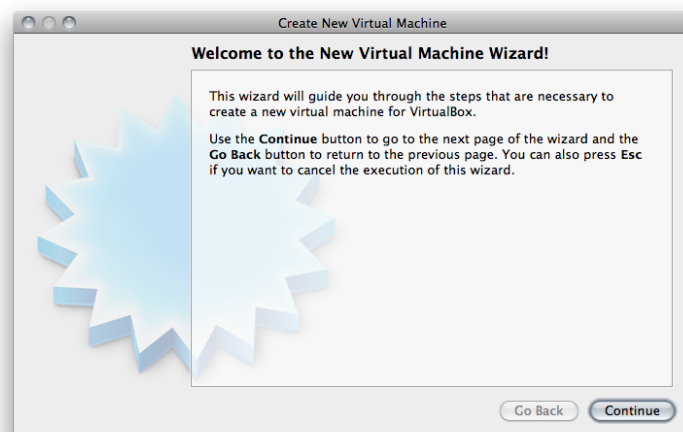 Create New Virtual Machine
Welcome to the New Virtual Machine Wizard!
This wizard will guide you through the steps that are necessary to
create a new virtual machine for VirtualBox.
Use the Continue button to go to the next page of the wizard and the
Go Back button to return to the previous page. You can also press Esc
if you want to cancel the execution of this wizard.
Go Back
Continue